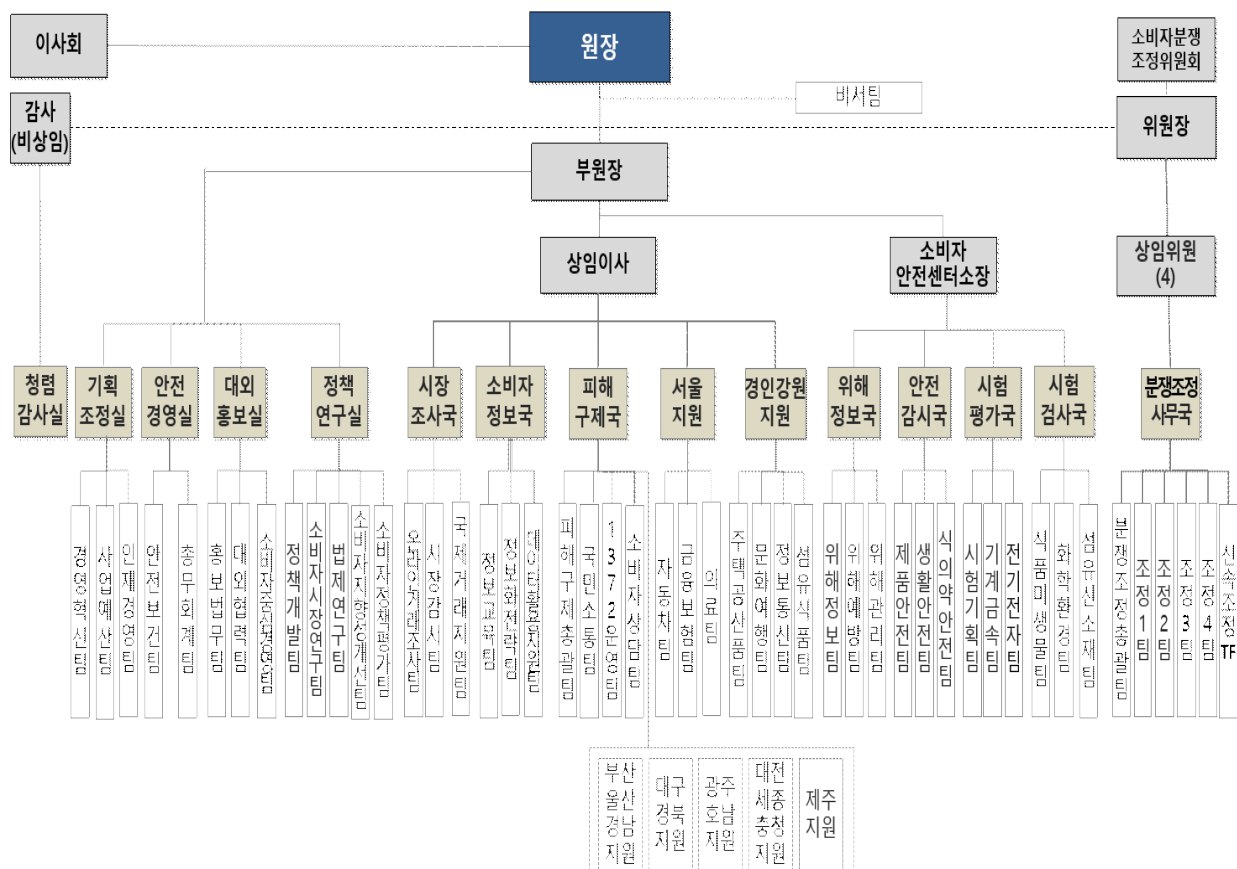 이사회
원장
소비자분쟁
조정위원회
비서팀
감사
(비상임)
위원장
부원장
상임이사
소비자
안전센터소장
상임위원
(4)
청렴
감사실
기획
조정실
안전
경영실
대외
홍보실
정책
연구실
시장
조사국
소비자
정보국
피해
구제국
서울
지원
경인강원
지원
위해
정보국
안전
감시국
시험
평가국
시험
검사국
분쟁조정
사무국
경영혁신팀
사업예산팀
인재경영팀
안전보건팀
총무회계팀
홍보법무팀
대외협력팀
소비자중심경영팀
정책개발팀
소비자시장연구팀
법제연구팀
소비자지향성개선팀
소비자정책평가팀
온라인거래조사팀
시장감시팀
국제거래지원팀
정보교육팀
정보화전략팀
데이터활용지원팀
피해구제총괄팀
국민소통팀
1372운영팀
소비자상담팀
자동차팀
금융보험팀
의료팀
주택공산품팀
문화여행팀
정보통신팀
섬유식품팀
위해정보팀
위해예방팀
위해관리팀
제품안전팀
생활안전팀
식의약안전팀
시험기획팀
기계금속팀
전기전자팀
식품미생물팀
화학환경팀
섬유신소재팀
분쟁조정총괄팀
조정1팀
조정2팀
조정3팀
조정4팀
신속조정TF
부산
울산
경남
지원
대구
경북
지원
광주
호남
지원
대전
세종
충청
지원
제주
지원